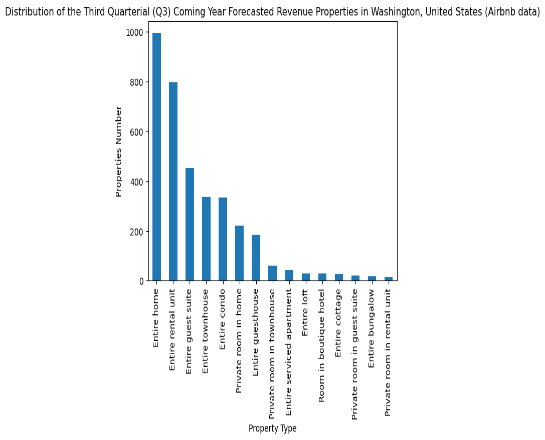 Distribution of the Third Quarterial (Q3) Coming Year Forecasted Revenue Properties in Washington, United States (Airbnb data)
1000
800
600
400
200
0
Properties Number
Entire home
Entire rental unit
Entire guest suite
Entire townhouse
Entire condo
Private room in home
Entire guesthouse
Private room in townhouse
Entire serviced apartment
Entire loft
Room in boutique hotel
Entire cottage
Private room in guest suite
Entire bungalow
Private room in rental unit
Property Type